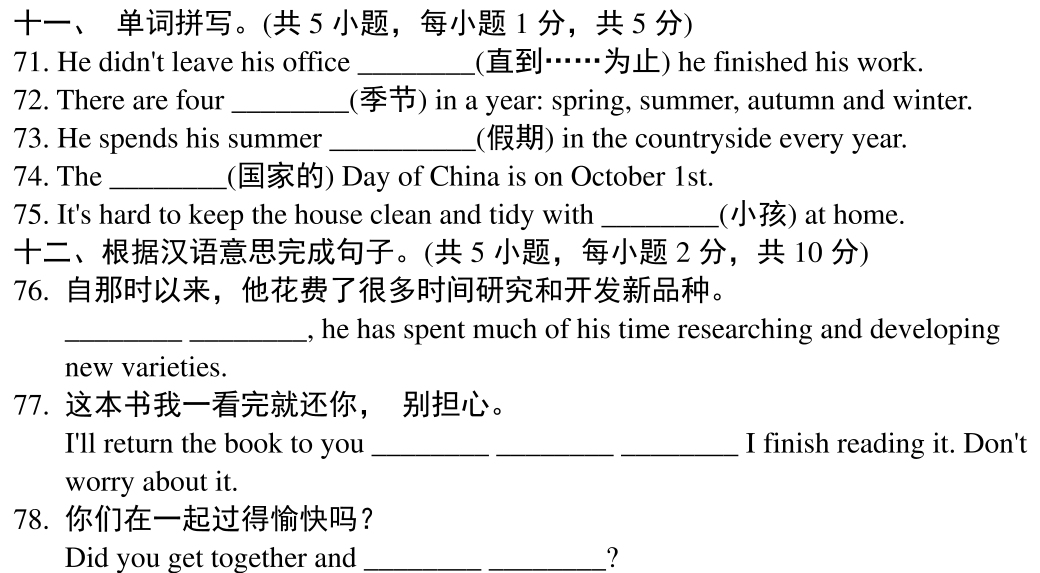 十一、 单词拼写。(共 5 小题，每小题 1 分，共 5 分)
71. He didn't leave his office ________(直到……为止) he finished his work.
72. There are four ________(季节) in a year: spring, summer, autumn and winter.
73. He spends his summer __________(假期) in the countryside every year.
74. The ________(国家的) Day of China is on October 1st.
75. It's hard to keep the house clean and tidy with ________(小孩) at home.
十二、根据汉语意思完成句子。(共 5 小题，每小题 2 分，共 10 分)
76. 自那时以来，他花费了很多时间研究和开发新品种。
________ ________, he has spent much of his time researching and developing
new varieties.
77. 这本书我一看完就还你， 别担心。
I'll return the book to you ________ ________ ________ I finish reading it. Don't
worry about it.
78. 你们在一起过得愉快吗？
Did you get together and ________ ________?